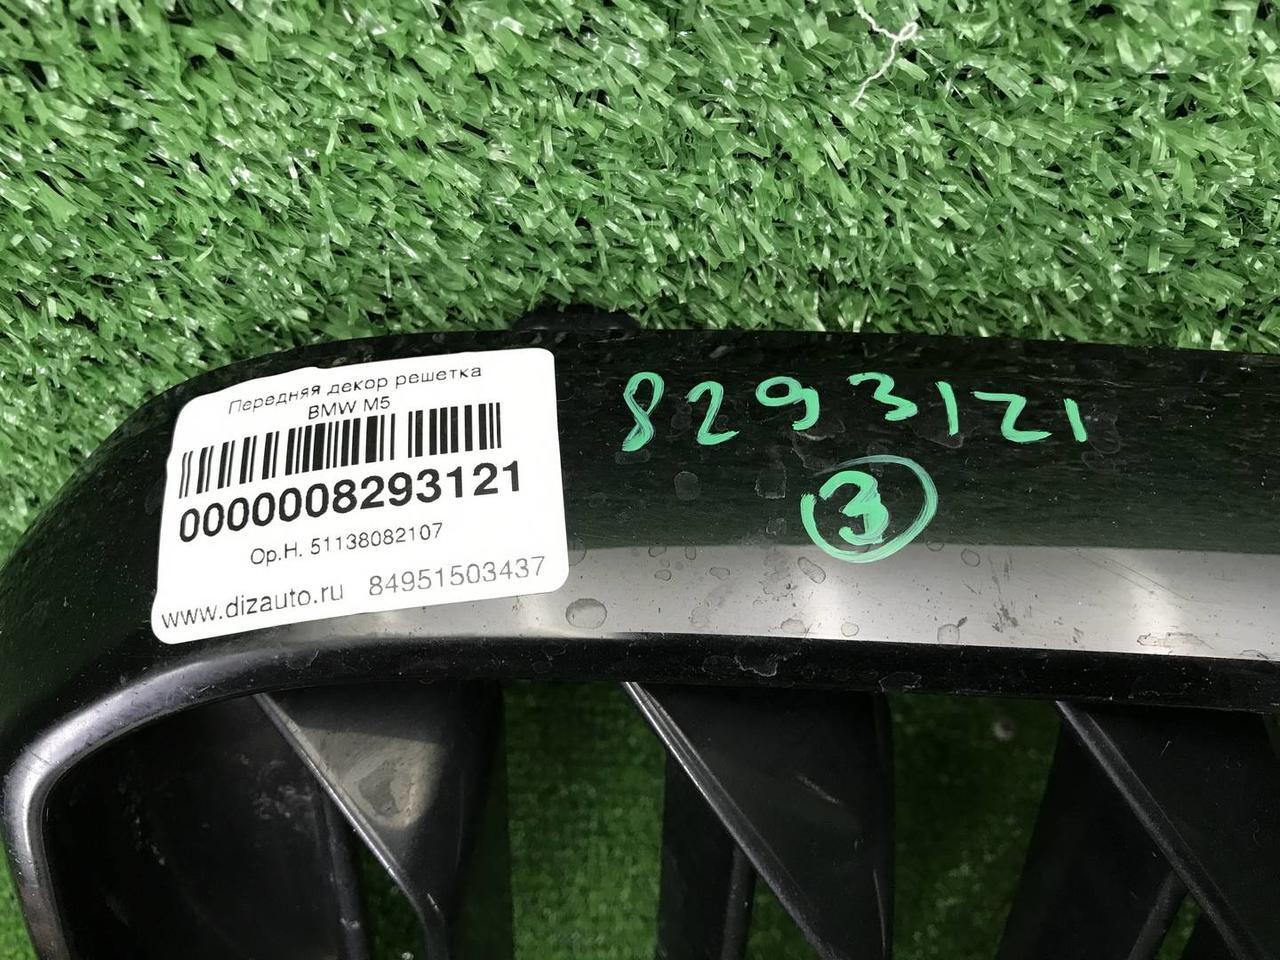 Передняя декор решетка
BMW M5
0000008293121
Ор.Н. 51138082107
www.dizauto.ru 84951503437
8293121
3